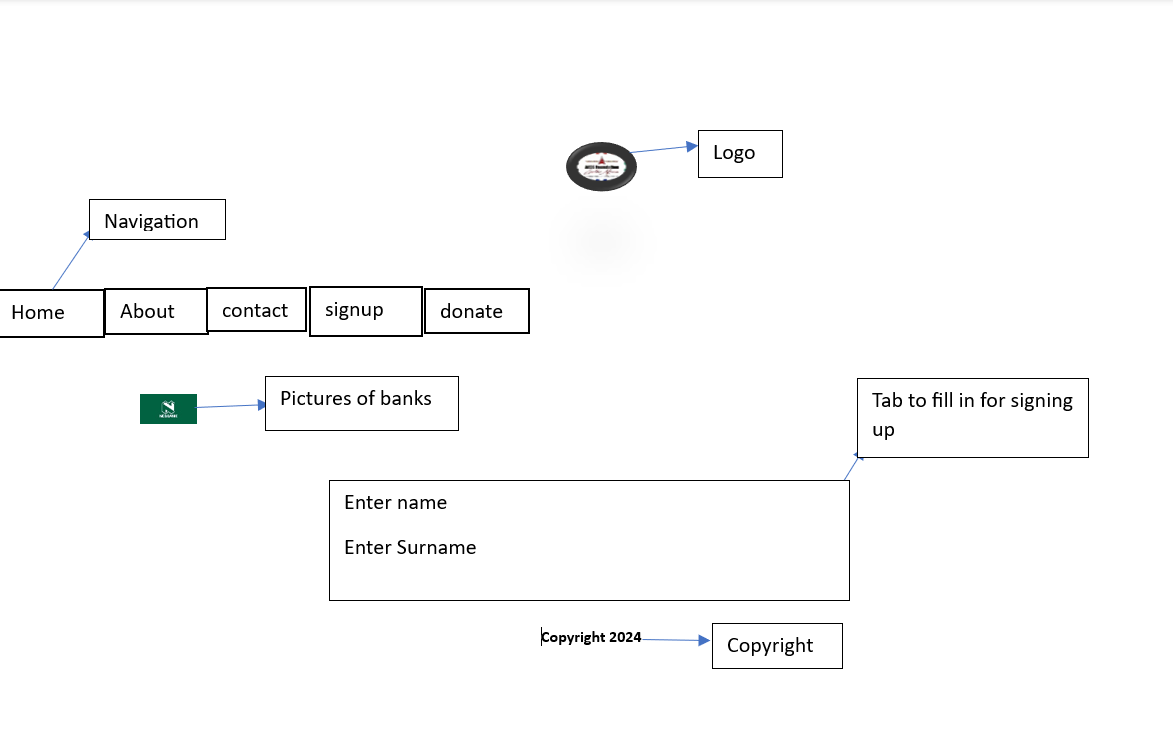 Logo
Navigation
Home
About
contact
signup
donate
Pictures of banks
Tab to fill in for signing
up
Enter name
Enter Surname
Copyright 2024
Copyright